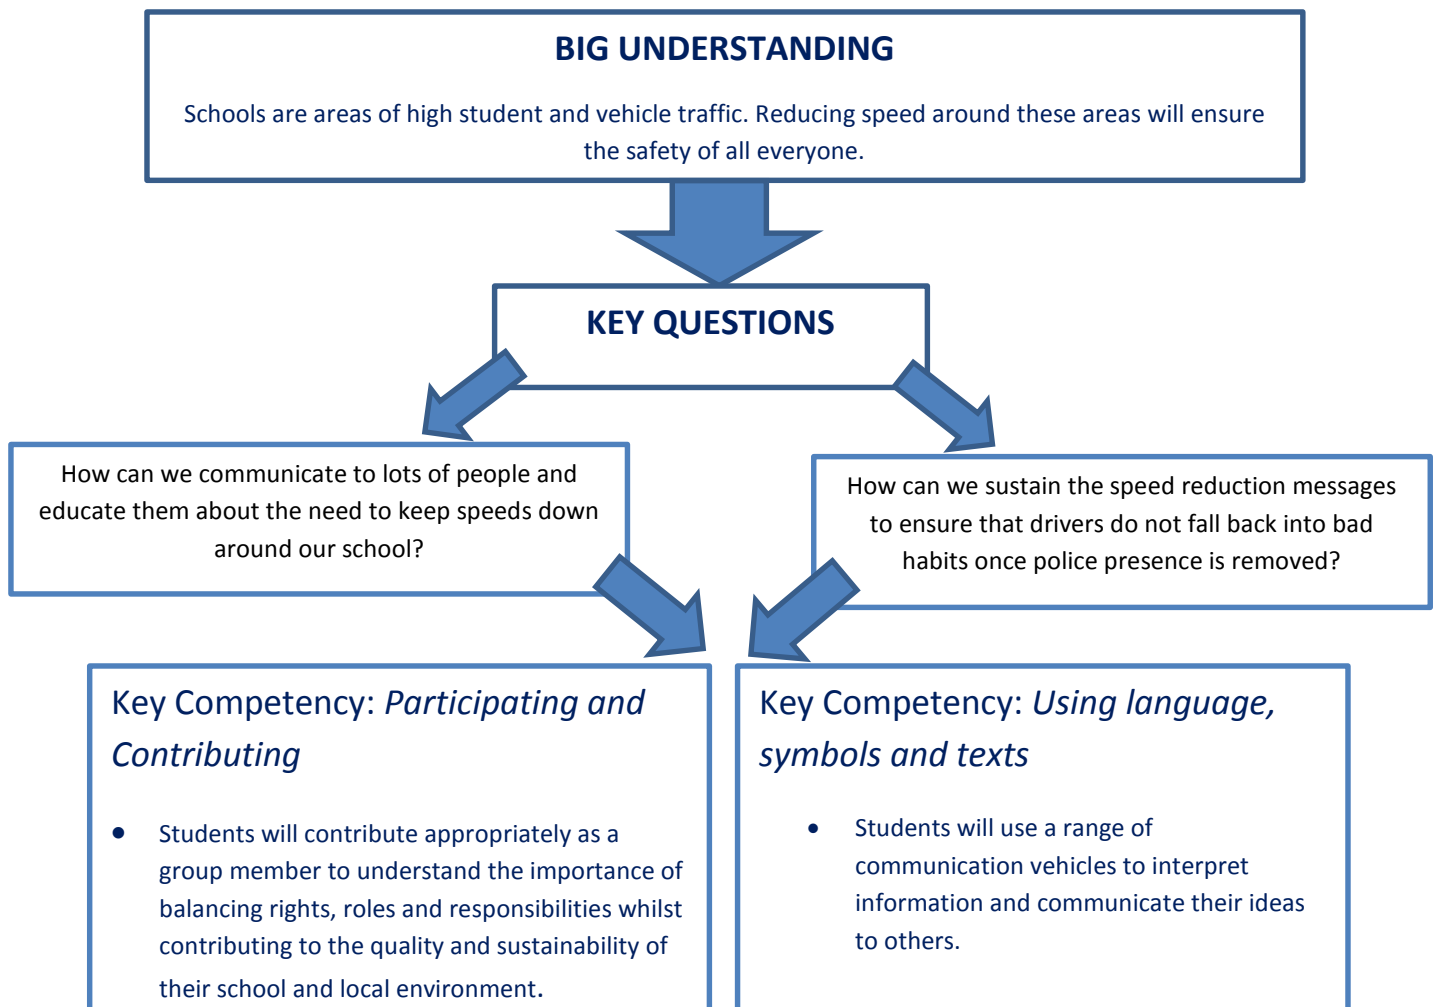 BIG UNDERSTANDING
Schools are areas of high student and vehicle traffic. Reducing speed around these areas will ensure
the safety of all everyone.
KEY QUESTIONS
How can we communicate to lots of people and
educate them about the need to keep speeds down
around our school?
How can we sustain the speed reduction messages
to ensure that drivers do not fall back into bad
habits once police presence is removed?
Key Competency: Participating and
Contributing
• Students will contribute appropriately as a
group member to understand the importance of
balancing rights, roles and responsibilities whilst
contributing to the quality and sustainability of
their school and local environment.
Key Competency: Using language,
symbols and texts
• Students will use a range of
communication vehicles to interpret
information and communicate their ideas
to others.